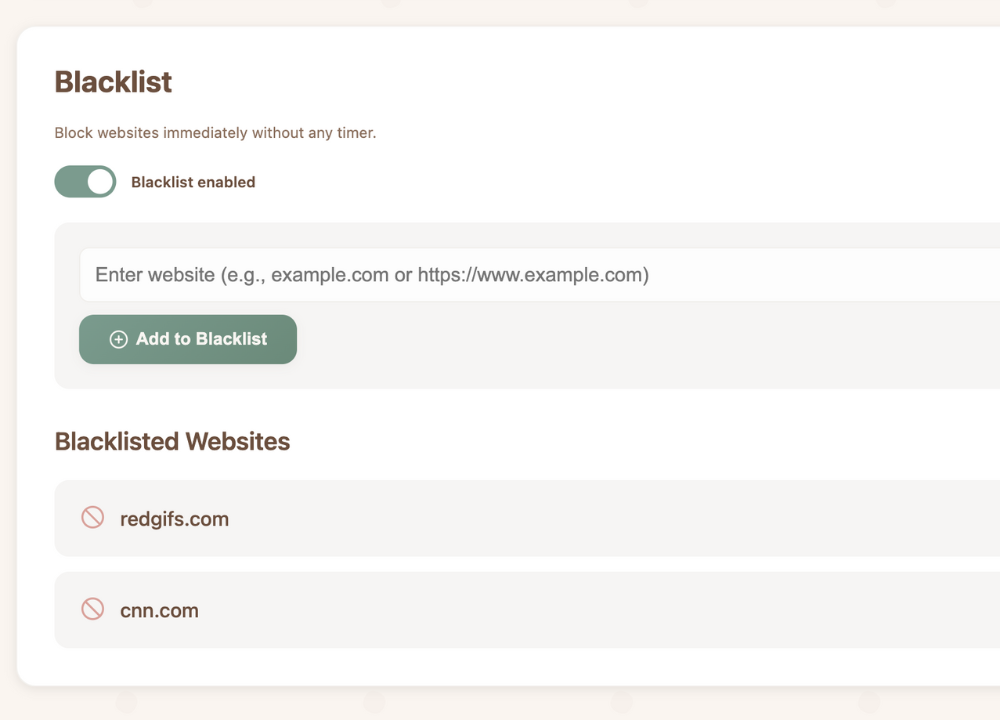 Blacklist
Block websites immediately without any timer.
Blacklist enabled
Enter website (e.g., example.com or https://www.example.com)
Add to Blacklist
Blacklisted Websites
redgifs.com
cnn.com